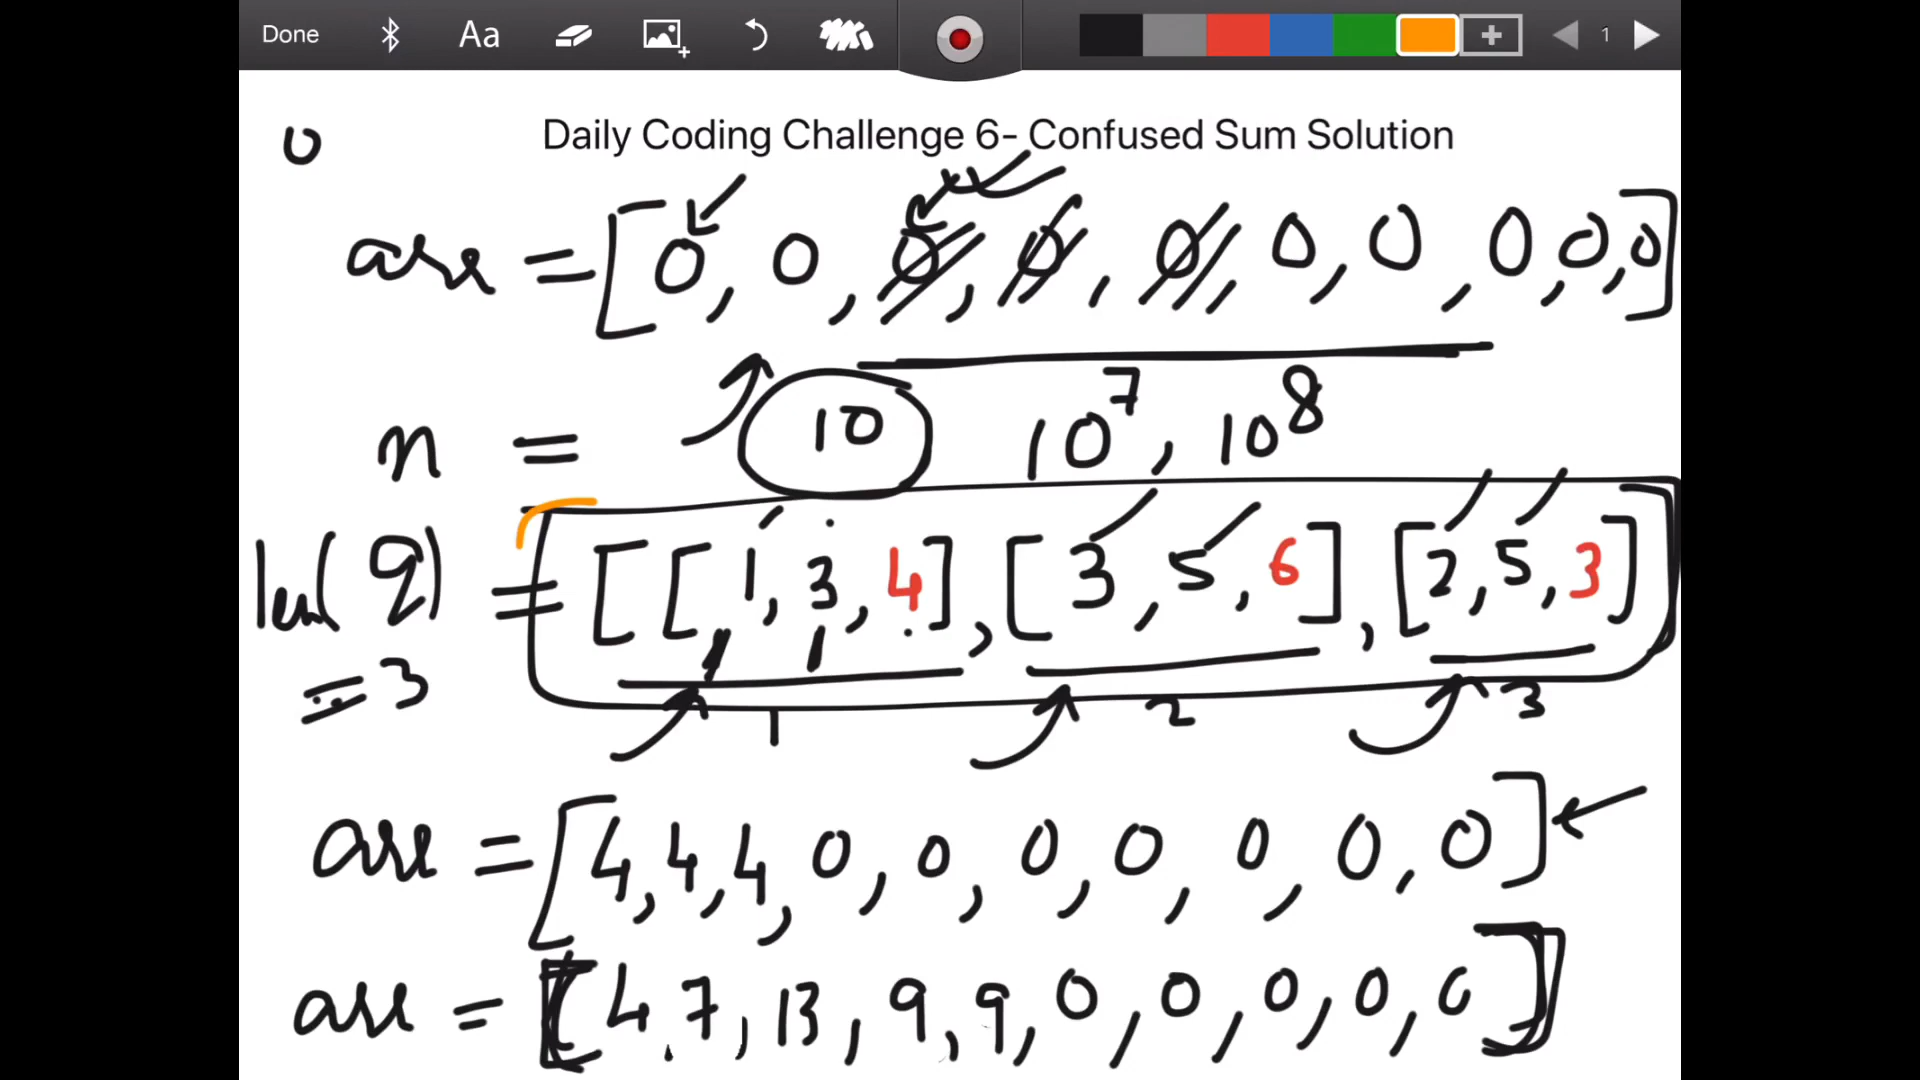 Done Aa 1
0 Daily Coding Challenge 6- Confused Sum Solution
arr = [0, 0, 0, 0, 0, 0, 0, 0, 0, 0]
n = 10 10^7, 10^8
len(q) = [[1, 3, 4], [3, 5, 6], [2, 5, 3]]
= 3 1 2 3
arr = [4, 4, 4, 0, 0, 0, 0, 0, 0, 0]
arr = [4, 7, 13, 9, 9, 0, 0, 0, 0, 0]